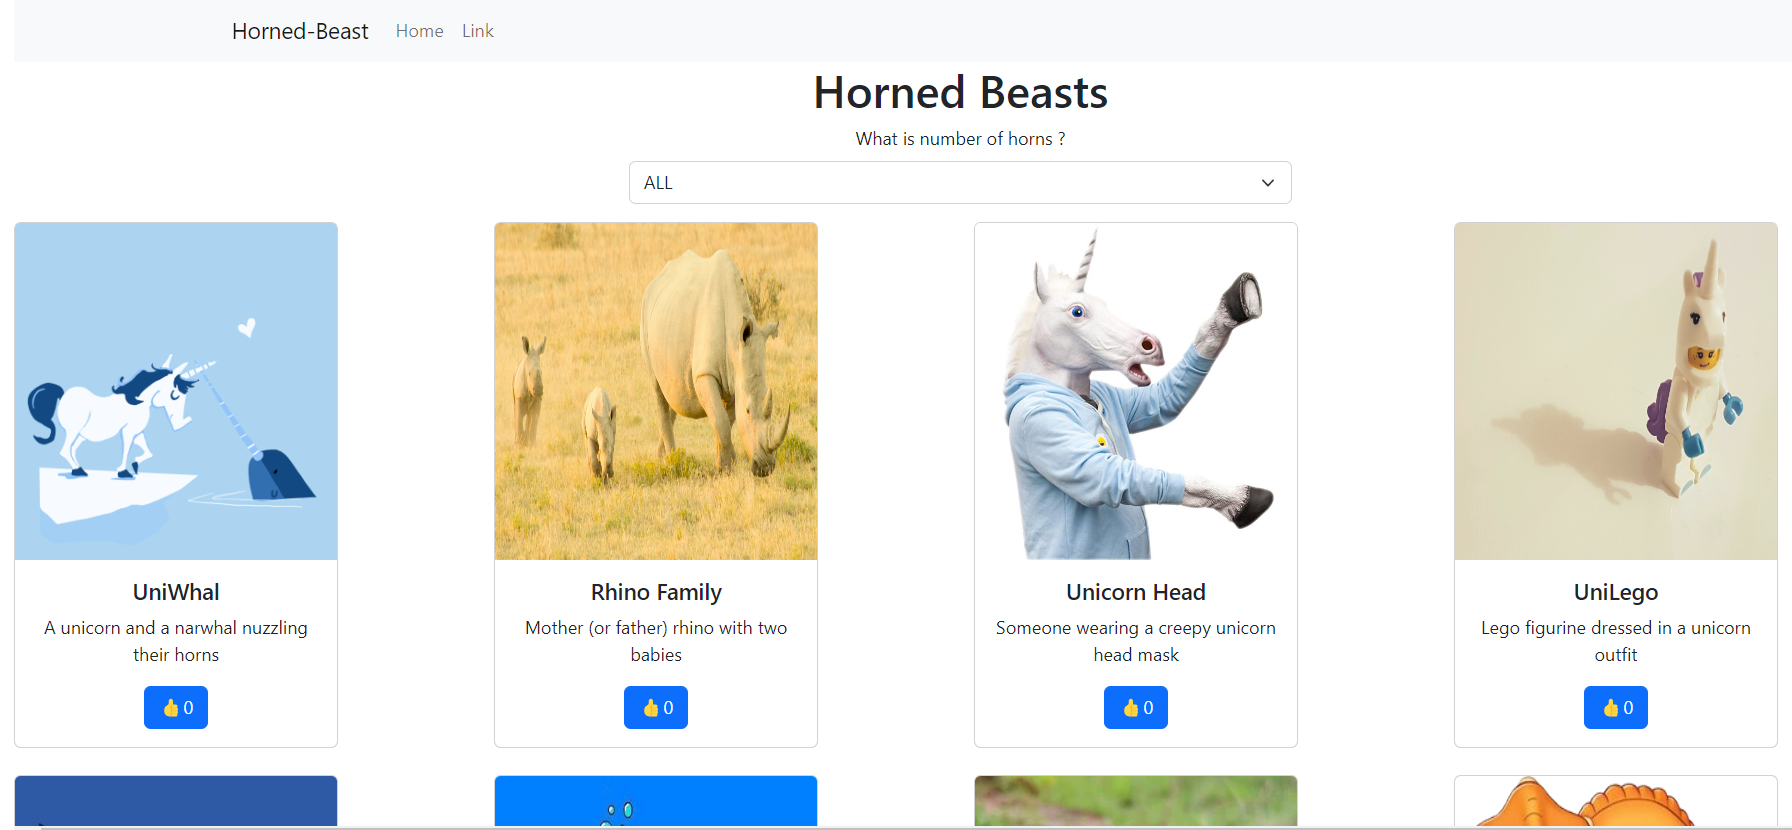 Horned-Beast Home Link
Horned Beasts
What is number of horns ?
ALL
UniWhal
A unicorn and a narwhal nuzzling
their horns
👍 0
Rhino Family
Mother (or father) rhino with two
babies
👍 0
Unicorn Head
Someone wearing a creepy unicorn
head mask
👍 0
UniLego
Lego figurine dressed in a unicorn
outfit
👍 0